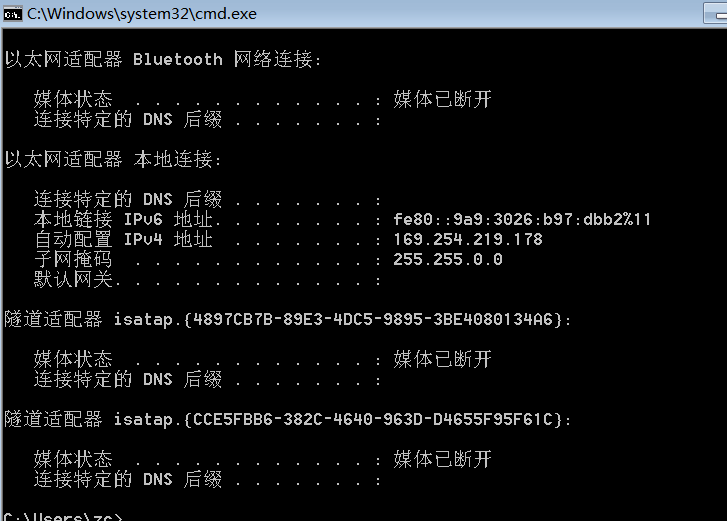 C:\Windows\system32\cmd.exe
以太网适配器 Bluetooth 网络连接:
媒体状态 . . . . . . . . . . . . : 媒体已断开
连接特定的 DNS 后缀 . . . . . . . :
以太网适配器 本地连接:
连接特定的 DNS 后缀 . . . . . . . :
本地链接 IPv6 地址. . . . . . . . : fe80::9a9:3026:b97:dbb2%11
自动配置 IPv4 地址 . . . . . . . : 169.254.219.178
子网掩码 . . . . . . . . . . . . : 255.255.0.0
默认网关. . . . . . . . . . . . . :
隧道适配器 isatap.{4897CB7B-89E3-4DC5-9895-3BE4080134A6}:
媒体状态 . . . . . . . . . . . . : 媒体已断开
连接特定的 DNS 后缀 . . . . . . . :
隧道适配器 isatap.{CCE5FBB6-382C-4640-963D-D4655F95F61C}:
媒体状态 . . . . . . . . . . . . : 媒体已断开
连接特定的 DNS 后缀 . . . . . . . :
C:\Users\zc>